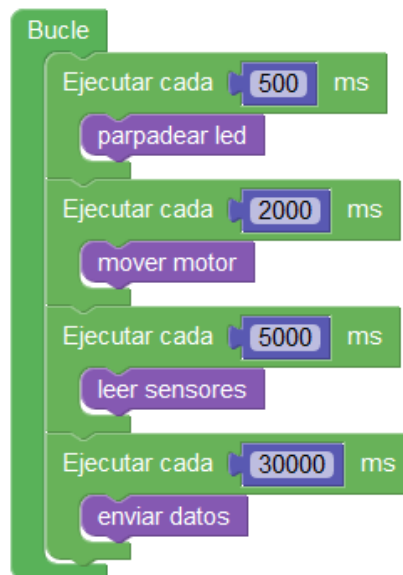 Bucle
Ejecutar cada 500 ms
parpadear led
Ejecutar cada 2000 ms
mover motor
Ejecutar cada 5000 ms
leer sensores
Ejecutar cada 30000 ms
enviar datos